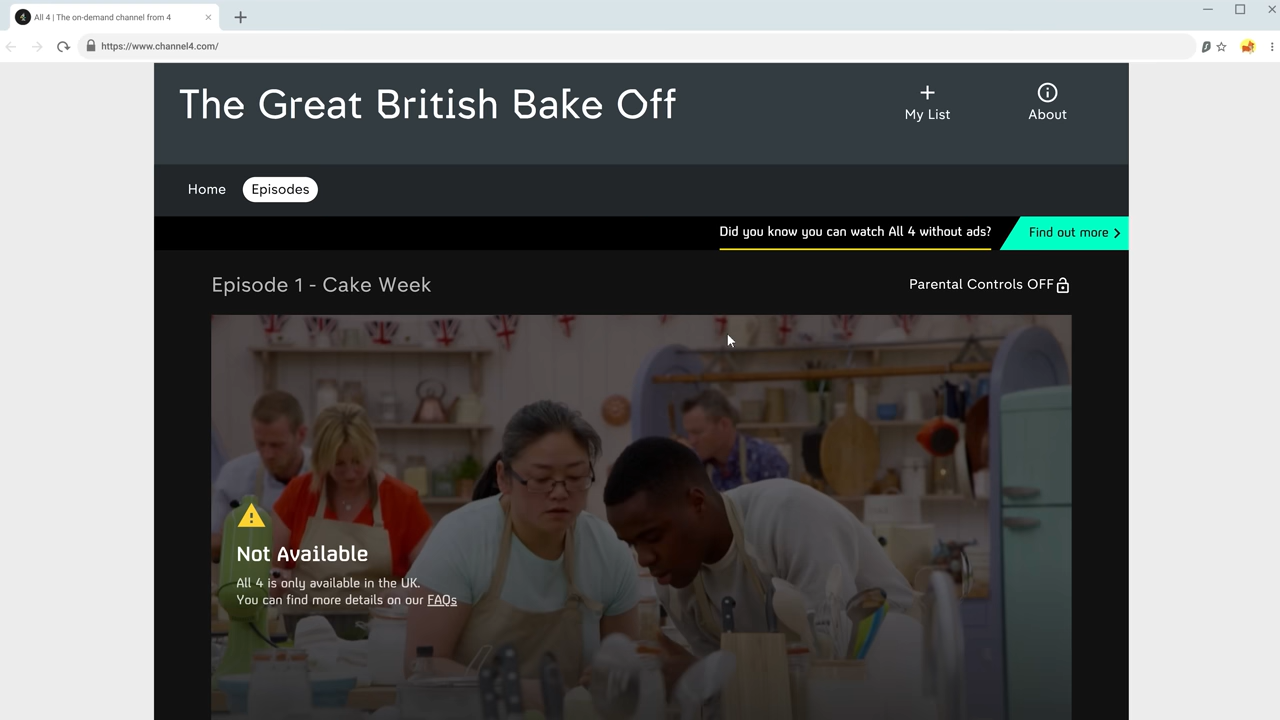 All 4 | The on-demand channel from 4
https://www.channel4.com/
The Great British Bake Off
My List
About
Home
Episodes
Did you know you can watch All 4 without ads?
Find out more
Episode 1 - Cake Week
Parental Controls OFF
Not Available
All 4 is only available in the UK.
You can find more details on our FAQs